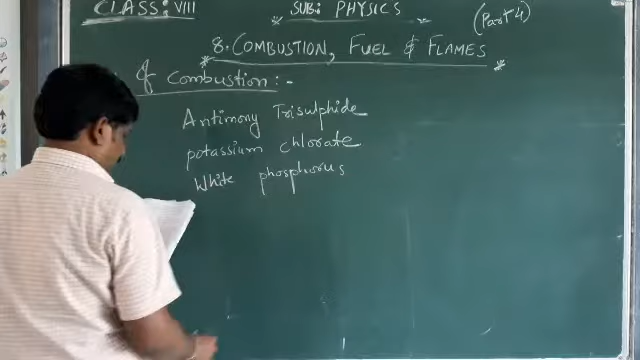 CLASS: VIII SUB: PHYSICS (Part 4)
8. COMBUSTION, FUEL & FLAMES
of Combustion:-
Antimony Trisulphide
potassium chlorate
White phosphorus